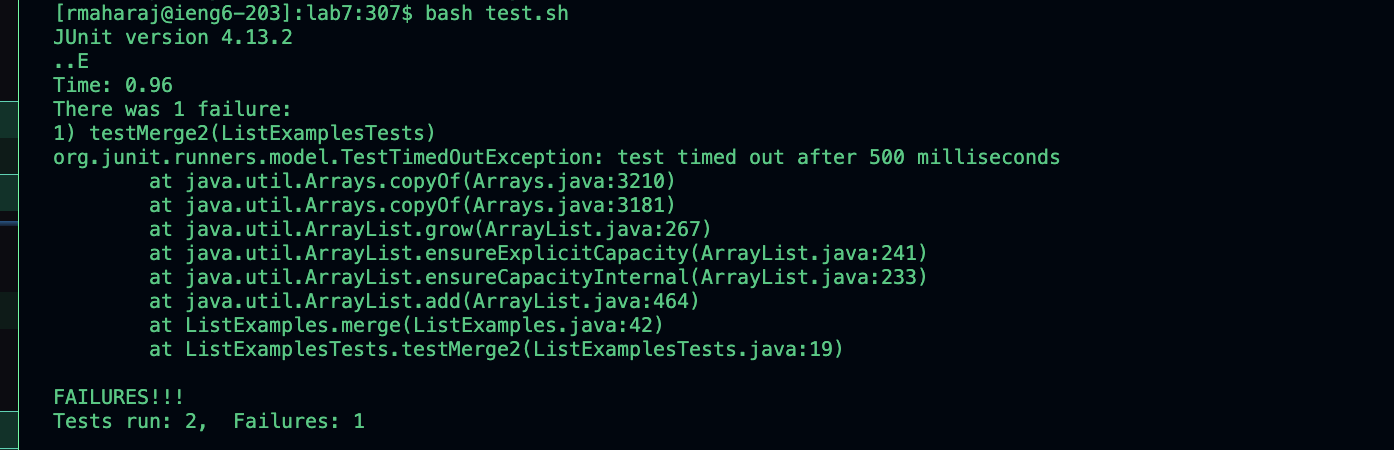 [rmaharaj@ieng6-203]:lab7:307$ bash test.sh
JUnit version 4.13.2
..E
Time: 0.96
There was 1 failure:
1) testMerge2(ListExamplesTests)
org.junit.runners.model.TestTimedOutException: test timed out after 500 milliseconds
        at java.util.Arrays.copyOf(Arrays.java:3210)
        at java.util.Arrays.copyOf(Arrays.java:3181)
        at java.util.ArrayList.grow(ArrayList.java:267)
        at java.util.ArrayList.ensureExplicitCapacity(ArrayList.java:241)
        at java.util.ArrayList.ensureCapacityInternal(ArrayList.java:233)
        at java.util.ArrayList.add(ArrayList.java:464)
        at ListExamples.merge(ListExamples.java:42)
        at ListExamplesTests.testMerge2(ListExamplesTests.java:19)
FAILURES!!!
Tests run: 2,  Failures: 1